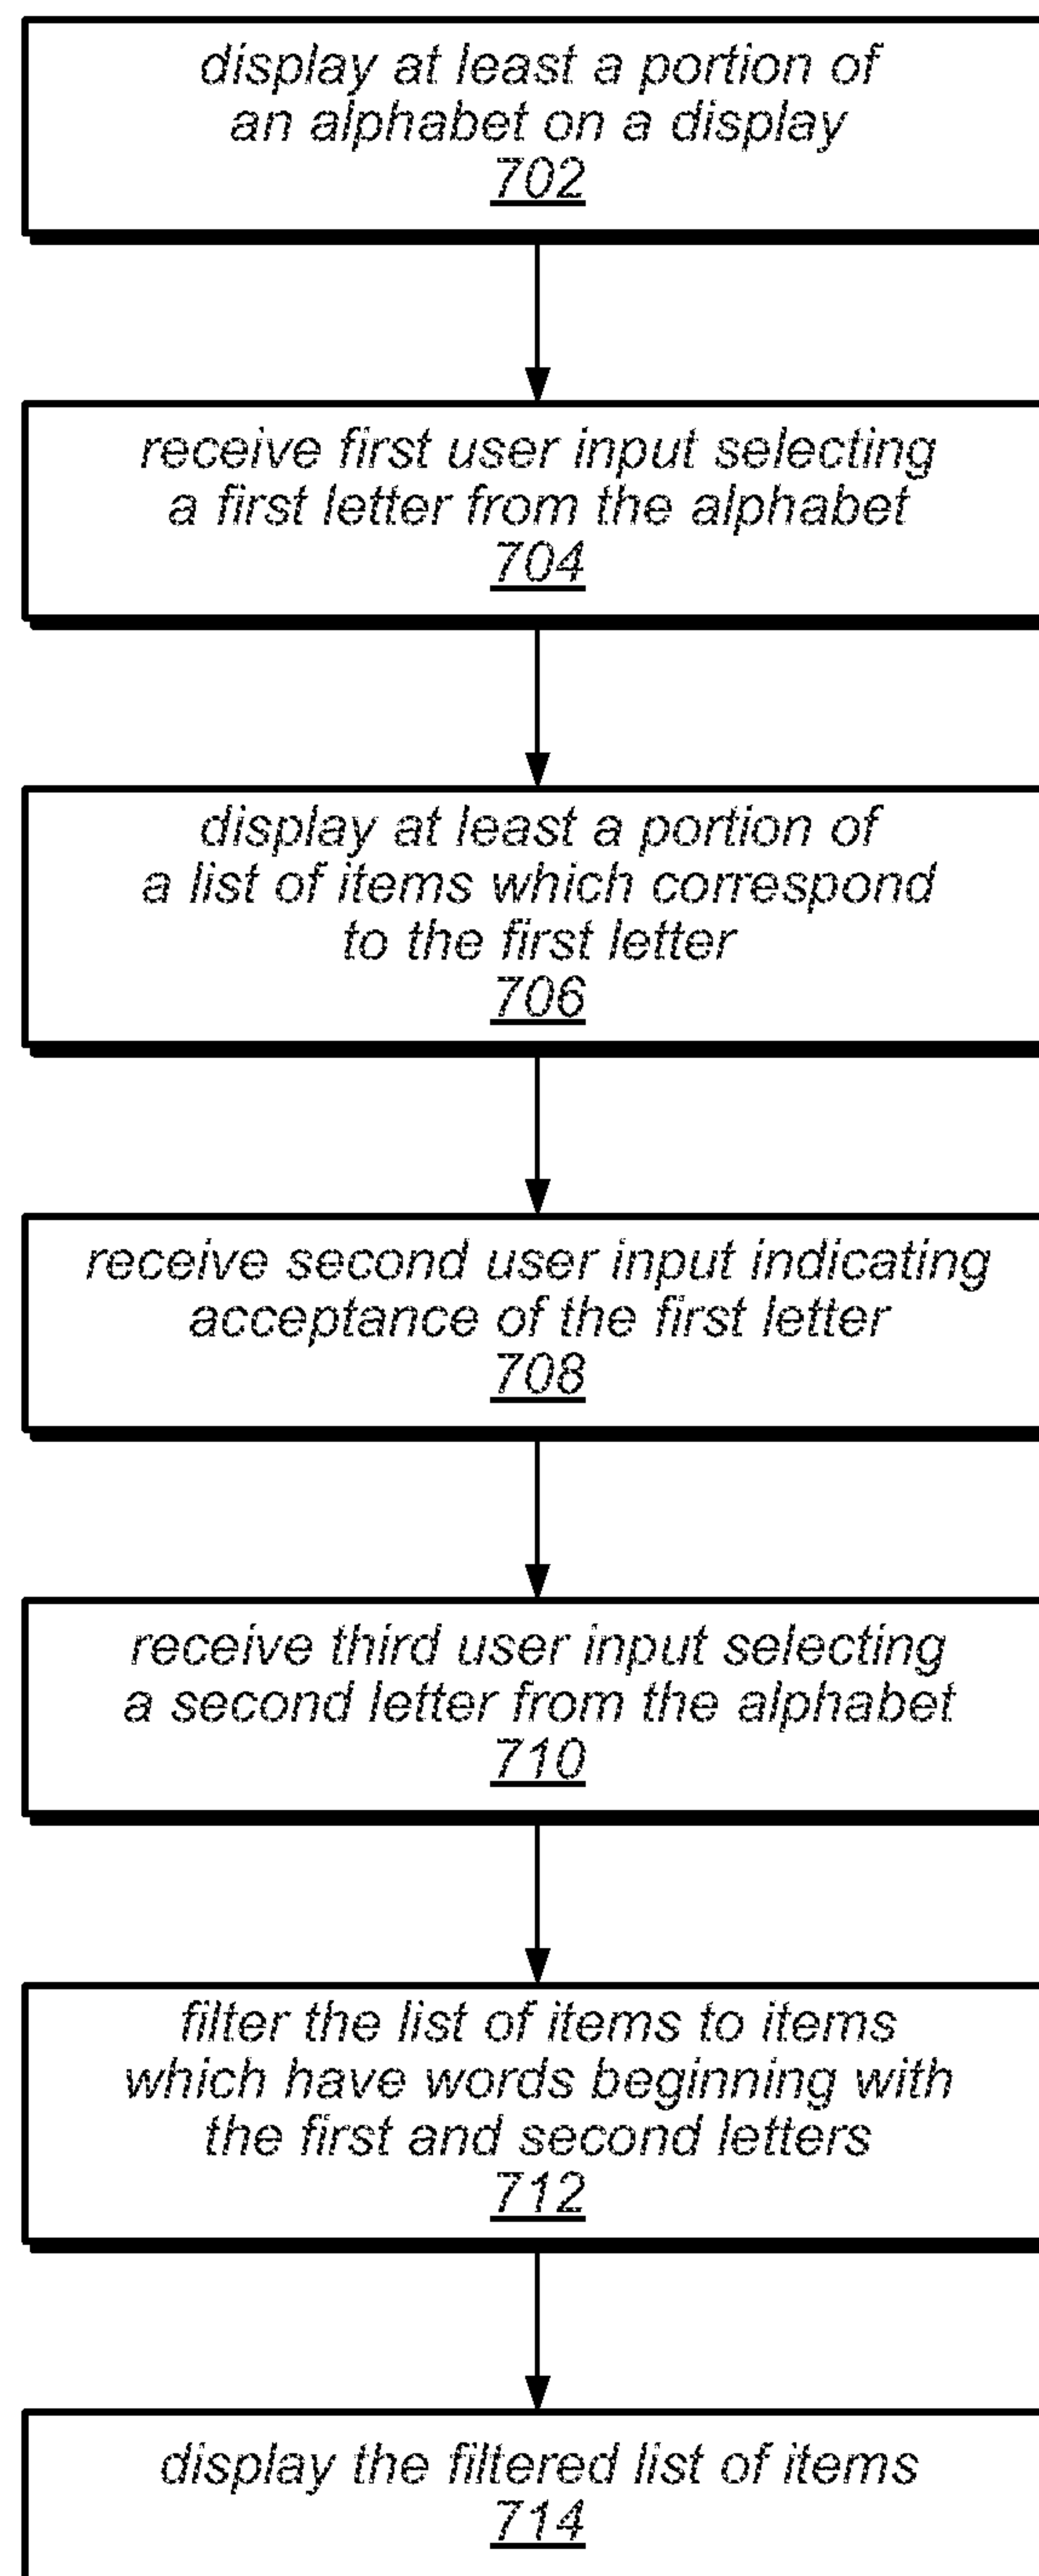 display at least a portion of
an alphabet on a display
702
receive first user input selecting
a first letter from the alphabet
704
display at least a portion of
a list of items which correspond
to the first letter
706
receive second user input indicating
acceptance of the first letter
708
receive third user input selecting
a second letter from the alphabet
710
filter the list of items to items
which have words beginning with
the first and second letters
712
display the filtered list of items
714